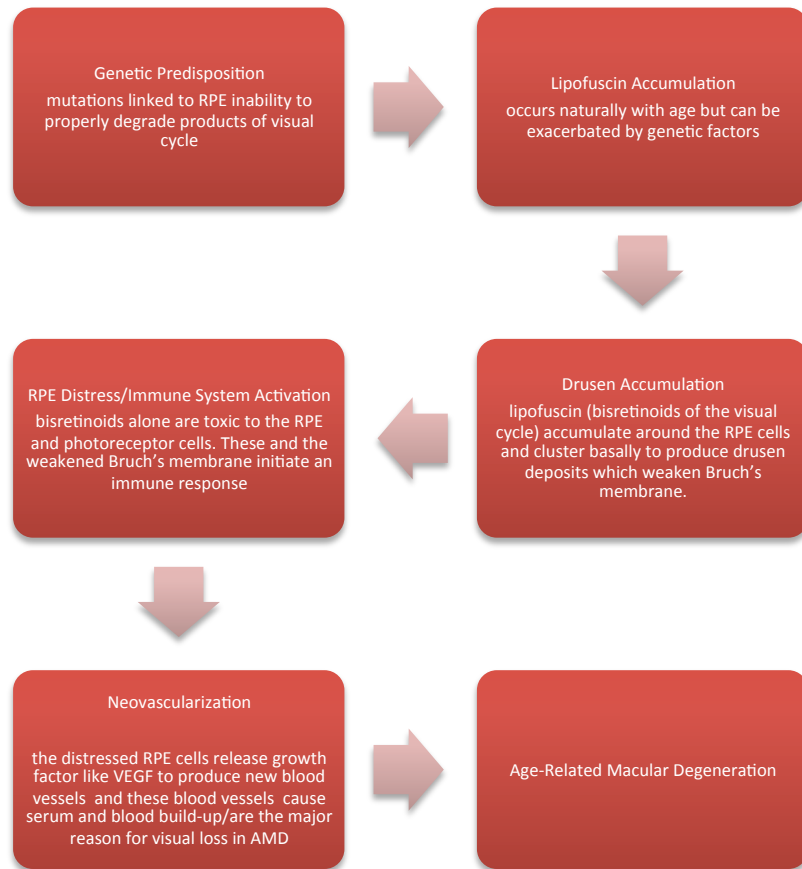 Genetic Predisposition
mutations linked to RPE inability to
properly degrade products of visual
cycle
Lipofuscin Accumulation
occurs naturally with age but can be
exacerbated by genetic factors
Drusen Accumulation
lipofuscin (bisretinoids of the visual
cycle) accumulate around the RPE cells
and cluster basally to produce drusen
deposits which weaken Bruch's
membrane.
RPE Distress/Immune System Activation
bisretinoids alone are toxic to the RPE
and photoreceptor cells. These and the
weakened Bruch's membrane initiate an
immune response
Neovascularization
the distressed RPE cells release growth
factor like VEGF to produce new blood
vessels and these blood vessels cause
serum and blood build-up/are the major
reason for visual loss in AMD
Age-Related Macular Degeneration